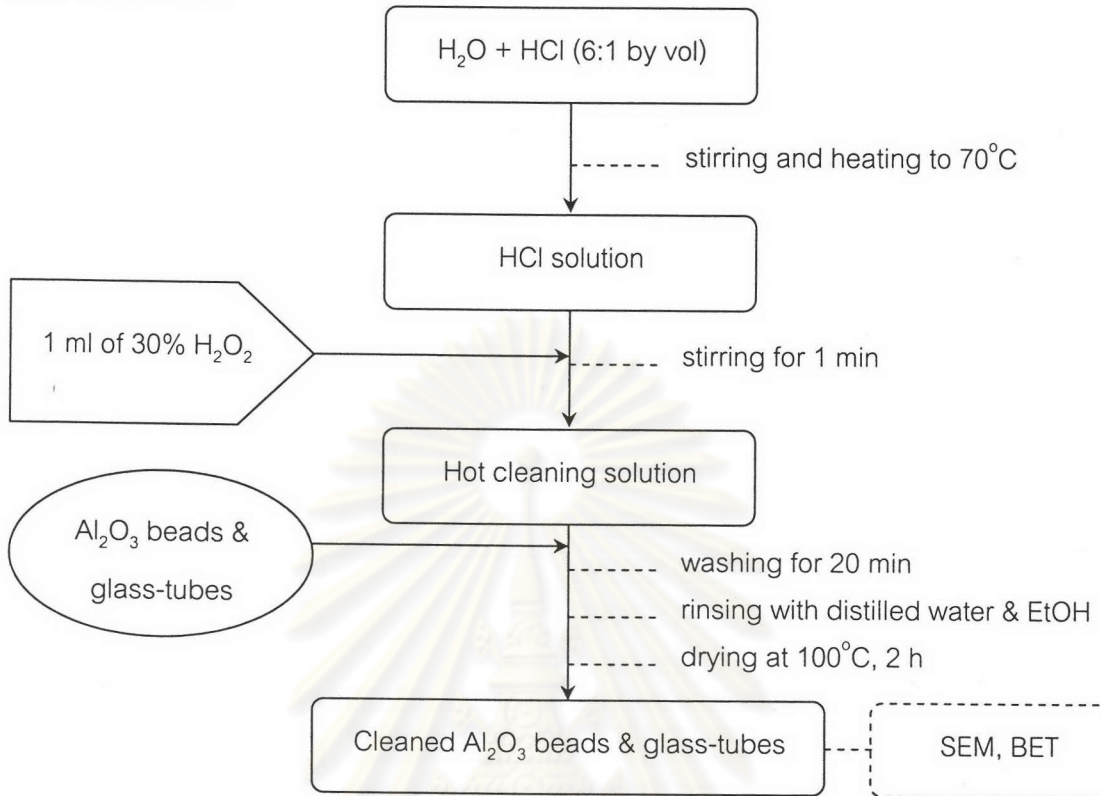 H₂O + HCl (6:1 by vol)
stirring and heating to 70°C
HCl solution
1 ml of 30% H₂O₂
stirring for 1 min
Hot cleaning solution
Al₂O₃ beads &
glass-tubes
washing for 20 min
rinsing with distilled water & EtOH
drying at 100°C, 2 h
Cleaned Al₂O₃ beads & glass-tubes
SEM, BET